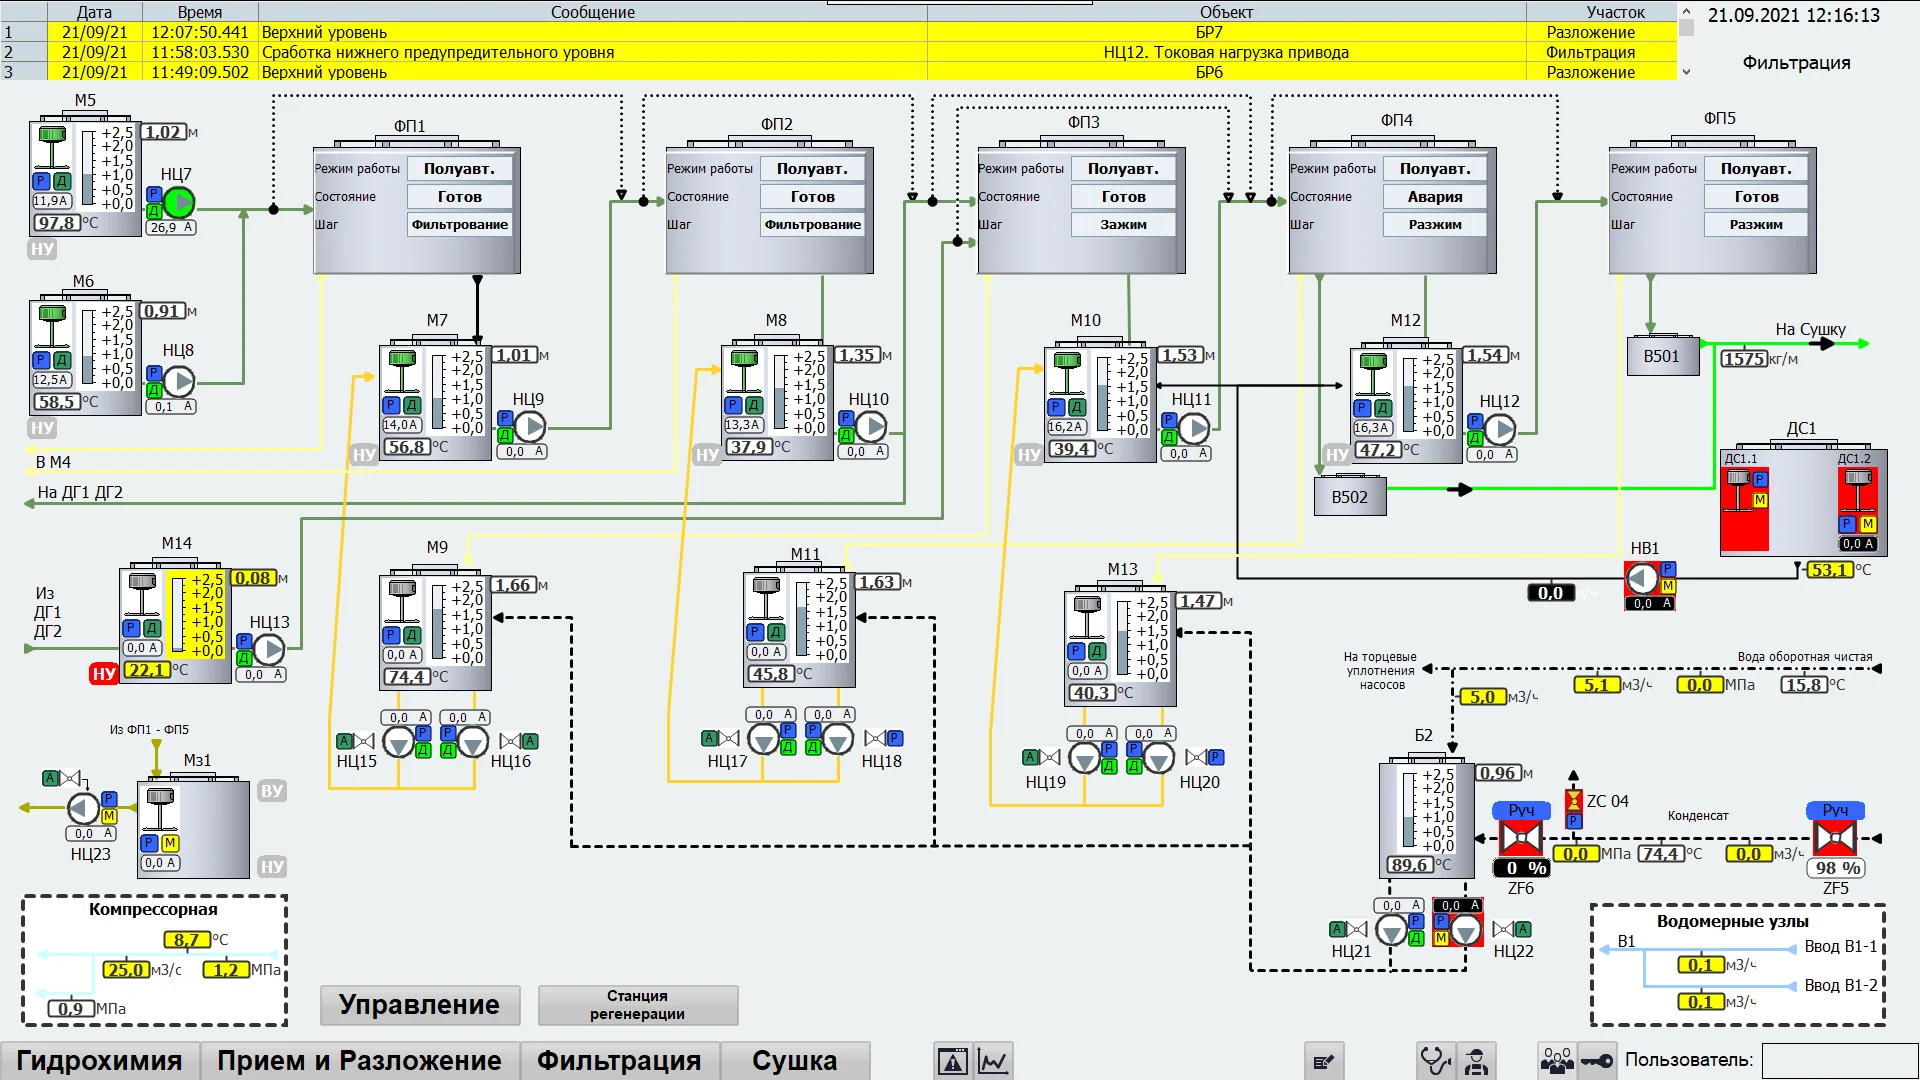 Дата Время Сообщение Объект Участок
1 21/09/21 12:07:50.441 Верхний уровень БР7 Разложение
2 21/09/21 11:58:03.530 Сработка нижнего предупредительного уровня НЦ12. Токовая нагрузка привода Фильтрация
3 21/09/21 11:49:09.502 Верхний уровень БР6 Разложение
21.09.2021 12:16:13
Фильтрация
М5
+2,5
+2,0
+1,5
+1,0
+0,5
+0,0
1,02 м
Р Д
11,9 А
97,8 °C
НУ
НЦ7
Р
Д
26,9 А
М6
+2,5
+2,0
+1,5
+1,0
+0,5
+0,0
0,91 м
Р Д
12,5 А
58,5 °C
НУ
НЦ8
Р
Д
0,1 А
ФП1
Режим работы Полуавт.
Состояние Готов
Шаг Фильтрование
ФП2
Режим работы Полуавт.
Состояние Готов
Шаг Фильтрование
ФП3
Режим работы Полуавт.
Состояние Готов
Шаг Зажим
ФП4
Режим работы Полуавт.
Состояние Авария
Шаг Разжим
ФП5
Режим работы Полуавт.
Состояние Готов
Шаг Разжим
М7
+2,5
+2,0
+1,5
+1,0
+0,5
+0,0
1,01 м
Р Д
14,0 А
56,8 °C
НУ
НЦ9
Р
Д
0,0 А
М8
+2,5
+2,0
+1,5
+1,0
+0,5
+0,0
1,35 м
Р Д
13,3 А
37,9 °C
НУ
НЦ10
Р
Д
0,0 А
М10
+2,5
+2,0
+1,5
+1,0
+0,5
+0,0
1,53 м
Р Д
16,2 А
39,4 °C
НУ
НЦ11
Р
Д
0,0 А
М12
+2,5
+2,0
+1,5
+1,0
+0,5
+0,0
1,54 м
Р Д
16,3 А
47,2 °C
НУ
НЦ12
Р
Д
0,0 А
В501
На Сушку
1575 кг/м
В502
ДС1
ДС1.1 ДС1.2
Р
М
Р М
0,0 А
В М4
На ДГ1 ДГ2
Из
ДГ1
ДГ2
М14
+2,5
+2,0
+1,5
+1,0
+0,5
+0,0
0,08 м
Р Д
0,0 А
НУ 22,1 °C
НЦ13
Р
Д
0,0 А
М9
+2,5
+2,0
+1,5
+1,0
+0,5
+0,0
1,66 м
Р Д
0,0 А
74,4 °C
0,0 А 0,0 А
А Р Р А
Д Д
НЦ15 НЦ16
М11
+2,5
+2,0
+1,5
+1,0
+0,5
+0,0
1,63 м
Р Д
0,0 А
45,8 °C
0,0 А 0,0 А
А Р Р Р
Д Д
НЦ17 НЦ18
М13
+2,5
+2,0
+1,5
+1,0
+0,5
+0,0
1,47 м
Р Д
0,0 А
40,3 °C
0,0 А 0,0 А
А Р Р Р
Д Д
НЦ19 НЦ20
НВ1
Р
М
0,0 А
0,0
53,1 °C
На торцевые
уплотнения
насосов
Вода оборотная чистая
5,0 м3/ч
5,1 м3/ч
0,0 МПа
15,8 °C
Б2
+2,5
+2,0
+1,5
+1,0
+0,5
+0,0
0,96 м
89,6 °C
Руч
0 %
ZF6
ZC 04
Р
Конденсат
0,0 МПа 74,4 °C 0,0 м3/ч
Руч
98 %
ZF5
0,0 А 0,0 А
А Р Р А
Д М
НЦ21 НЦ22
Из ФП1 - ФП5
Мз1
А
Р
М
0,0 А
НЦ23
Р М
0,0 А
ВУ
НУ
Компрессорная
8,7 °C
25,0 м3/с 1,2 МПа
0,9 МПа
Водомерные узлы
В1 Ввод В1-1
0,1 м3/ч
Ввод В1-2
0,1 м3/ч
Управление
Станция
регенерации
Гидрохимия Прием и Разложение Фильтрация Сушка Пользователь: